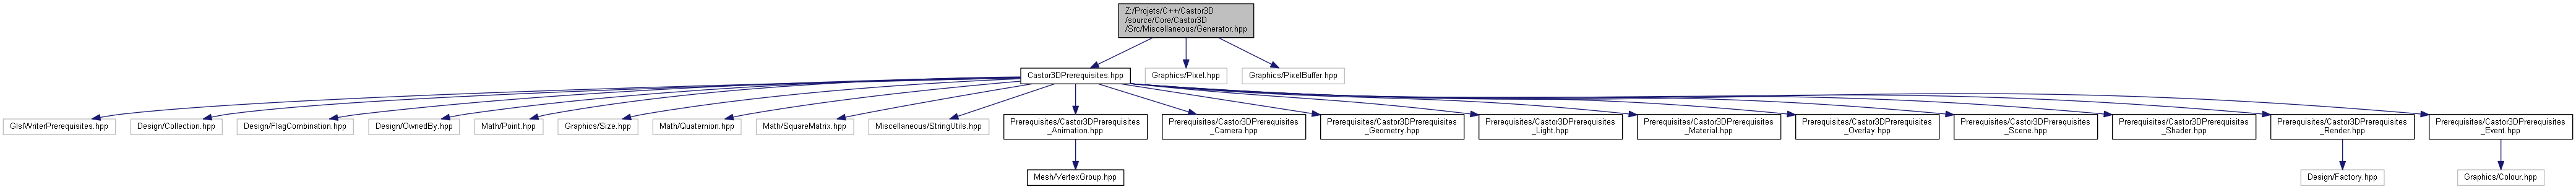 Z:/Projets/C++/Castor3D
/source/Core/Castor3D
/Src/Miscellaneous/Generator.hpp
Castor3DPrerequisites.hpp
Graphics/Pixel.hpp
Graphics/PixelBuffer.hpp
GlslWriterPrerequisites.hpp
Design/Collection.hpp
Design/FlagCombination.hpp
Design/OwnedBy.hpp
Math/Point.hpp
Graphics/Size.hpp
Math/Quaternion.hpp
Math/SquareMatrix.hpp
Miscellaneous/StringUtils.hpp
Prerequisites/Castor3DPrerequisites
_Animation.hpp
Prerequisites/Castor3DPrerequisites
_Camera.hpp
Prerequisites/Castor3DPrerequisites
_Geometry.hpp
Prerequisites/Castor3DPrerequisites
_Light.hpp
Prerequisites/Castor3DPrerequisites
_Material.hpp
Prerequisites/Castor3DPrerequisites
_Overlay.hpp
Prerequisites/Castor3DPrerequisites
_Scene.hpp
Prerequisites/Castor3DPrerequisites
_Shader.hpp
Prerequisites/Castor3DPrerequisites
_Render.hpp
Prerequisites/Castor3DPrerequisites
_Event.hpp
Mesh/VertexGroup.hpp
Design/Factory.hpp
Graphics/Colour.hpp